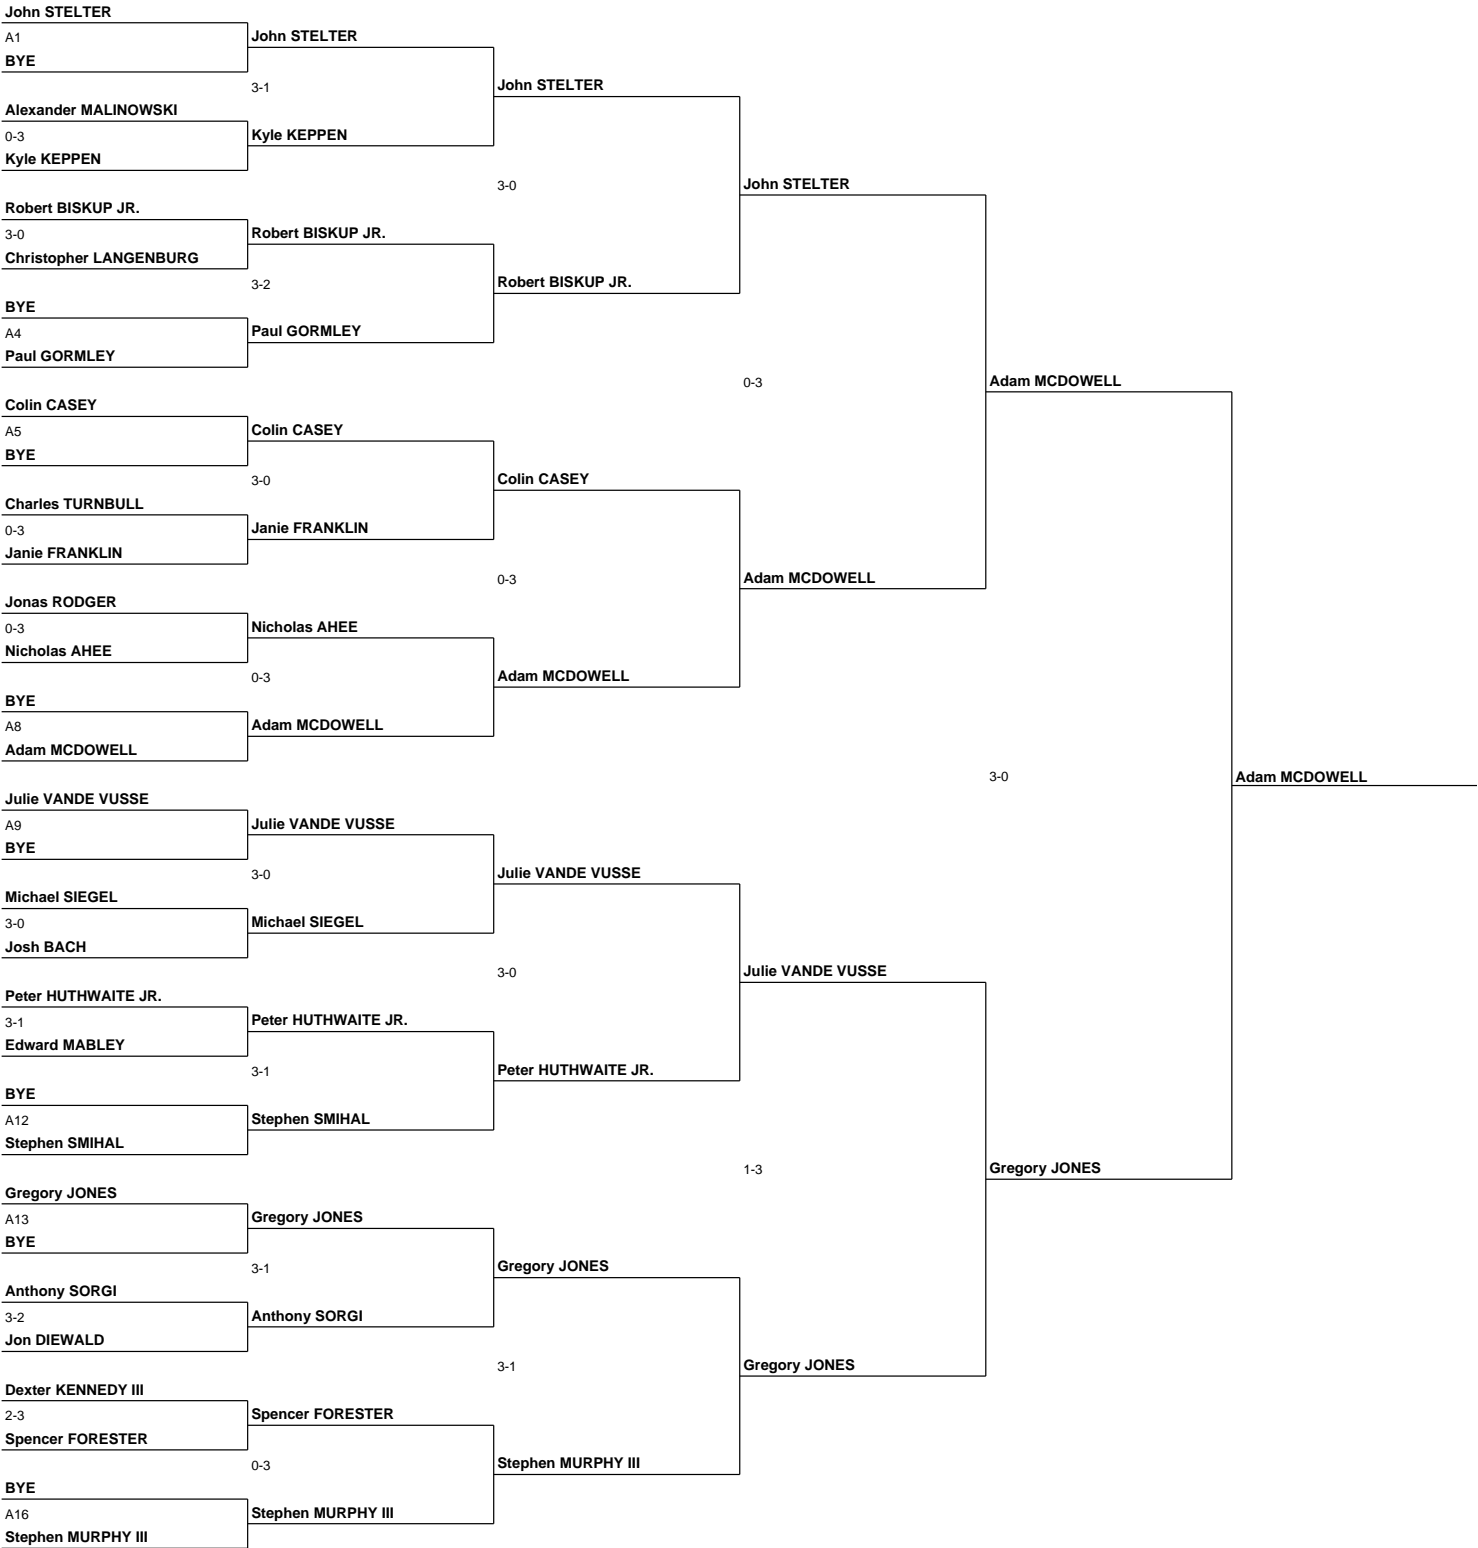 John STELTER
A1
BYE
Alexander MALINOWSKI
0-3
Kyle KEPPEN
Robert BISKUP JR.
3-0
Christopher LANGENBURG
BYE
A4
Paul GORMLEY
Colin CASEY
A5
BYE
Charles TURNBULL
0-3
Janie FRANKLIN
Jonas RODGER
0-3
Nicholas AHEE
BYE
A8
Adam MCDOWELL
Julie VANDE VUSSE
A9
BYE
Michael SIEGEL
3-0
Josh BACH
Peter HUTHWAITE JR.
3-1
Edward MABLEY
BYE
A12
Stephen SMIHAL
Gregory JONES
A13
BYE
Anthony SORGI
3-2
Jon DIEWALD
Dexter KENNEDY III
2-3
Spencer FORESTER
BYE
A16
Stephen MURPHY III
John STELTER
3-1
Kyle KEPPEN
Robert BISKUP JR.
3-2
Paul GORMLEY
Colin CASEY
3-0
Janie FRANKLIN
Nicholas AHEE
0-3
Adam MCDOWELL
Julie VANDE VUSSE
3-0
Michael SIEGEL
Peter HUTHWAITE JR.
3-1
Stephen SMIHAL
Gregory JONES
3-1
Anthony SORGI
Spencer FORESTER
0-3
Stephen MURPHY III
John STELTER
3-0
Robert BISKUP JR.
Colin CASEY
0-3
Adam MCDOWELL
Julie VANDE VUSSE
3-0
Peter HUTHWAITE JR.
Gregory JONES
3-1
Stephen MURPHY III
John STELTER
0-3
Adam MCDOWELL
Julie VANDE VUSSE
1-3
Gregory JONES
Adam MCDOWELL
3-0
Gregory JONES
Adam MCDOWELL